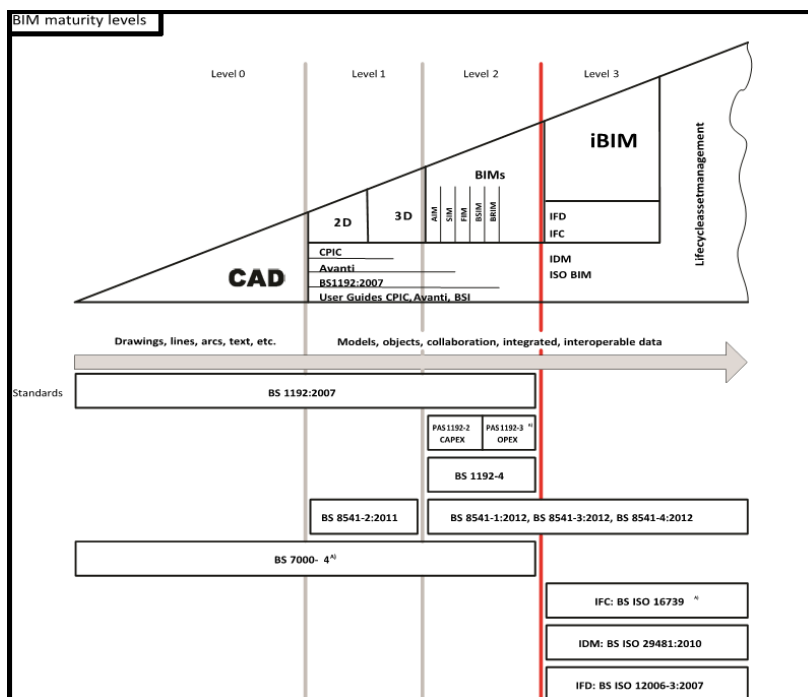 BIM maturity levels
Level 0 Level 1 Level 2 Level 3
iBIM
BIMs
Lifecycleassetmanagement
2D 3D
AIM
SIM
FIM
BSIM
BRIM
IFD
IFC
CAD
CPIC
Avanti
BS1192:2007
User Guides CPIC, Avanti, BSI
IDM
ISO BIM
Drawings, lines, arcs, text, etc. Models, objects, collaboration, integrated, interoperable data
Standards
BS 1192:2007
PAS1192-2
CAPEX
PAS1192-3 A)
OPEX
BS 1192-4
BS 8541-2:2011
BS 8541-1:2012, BS 8541-3:2012, BS 8541-4:2012
BS 7000- 4 A)
IFC: BS ISO 16739 A)
IDM: BS ISO 29481:2010
IFD: BS ISO 12006-3:2007